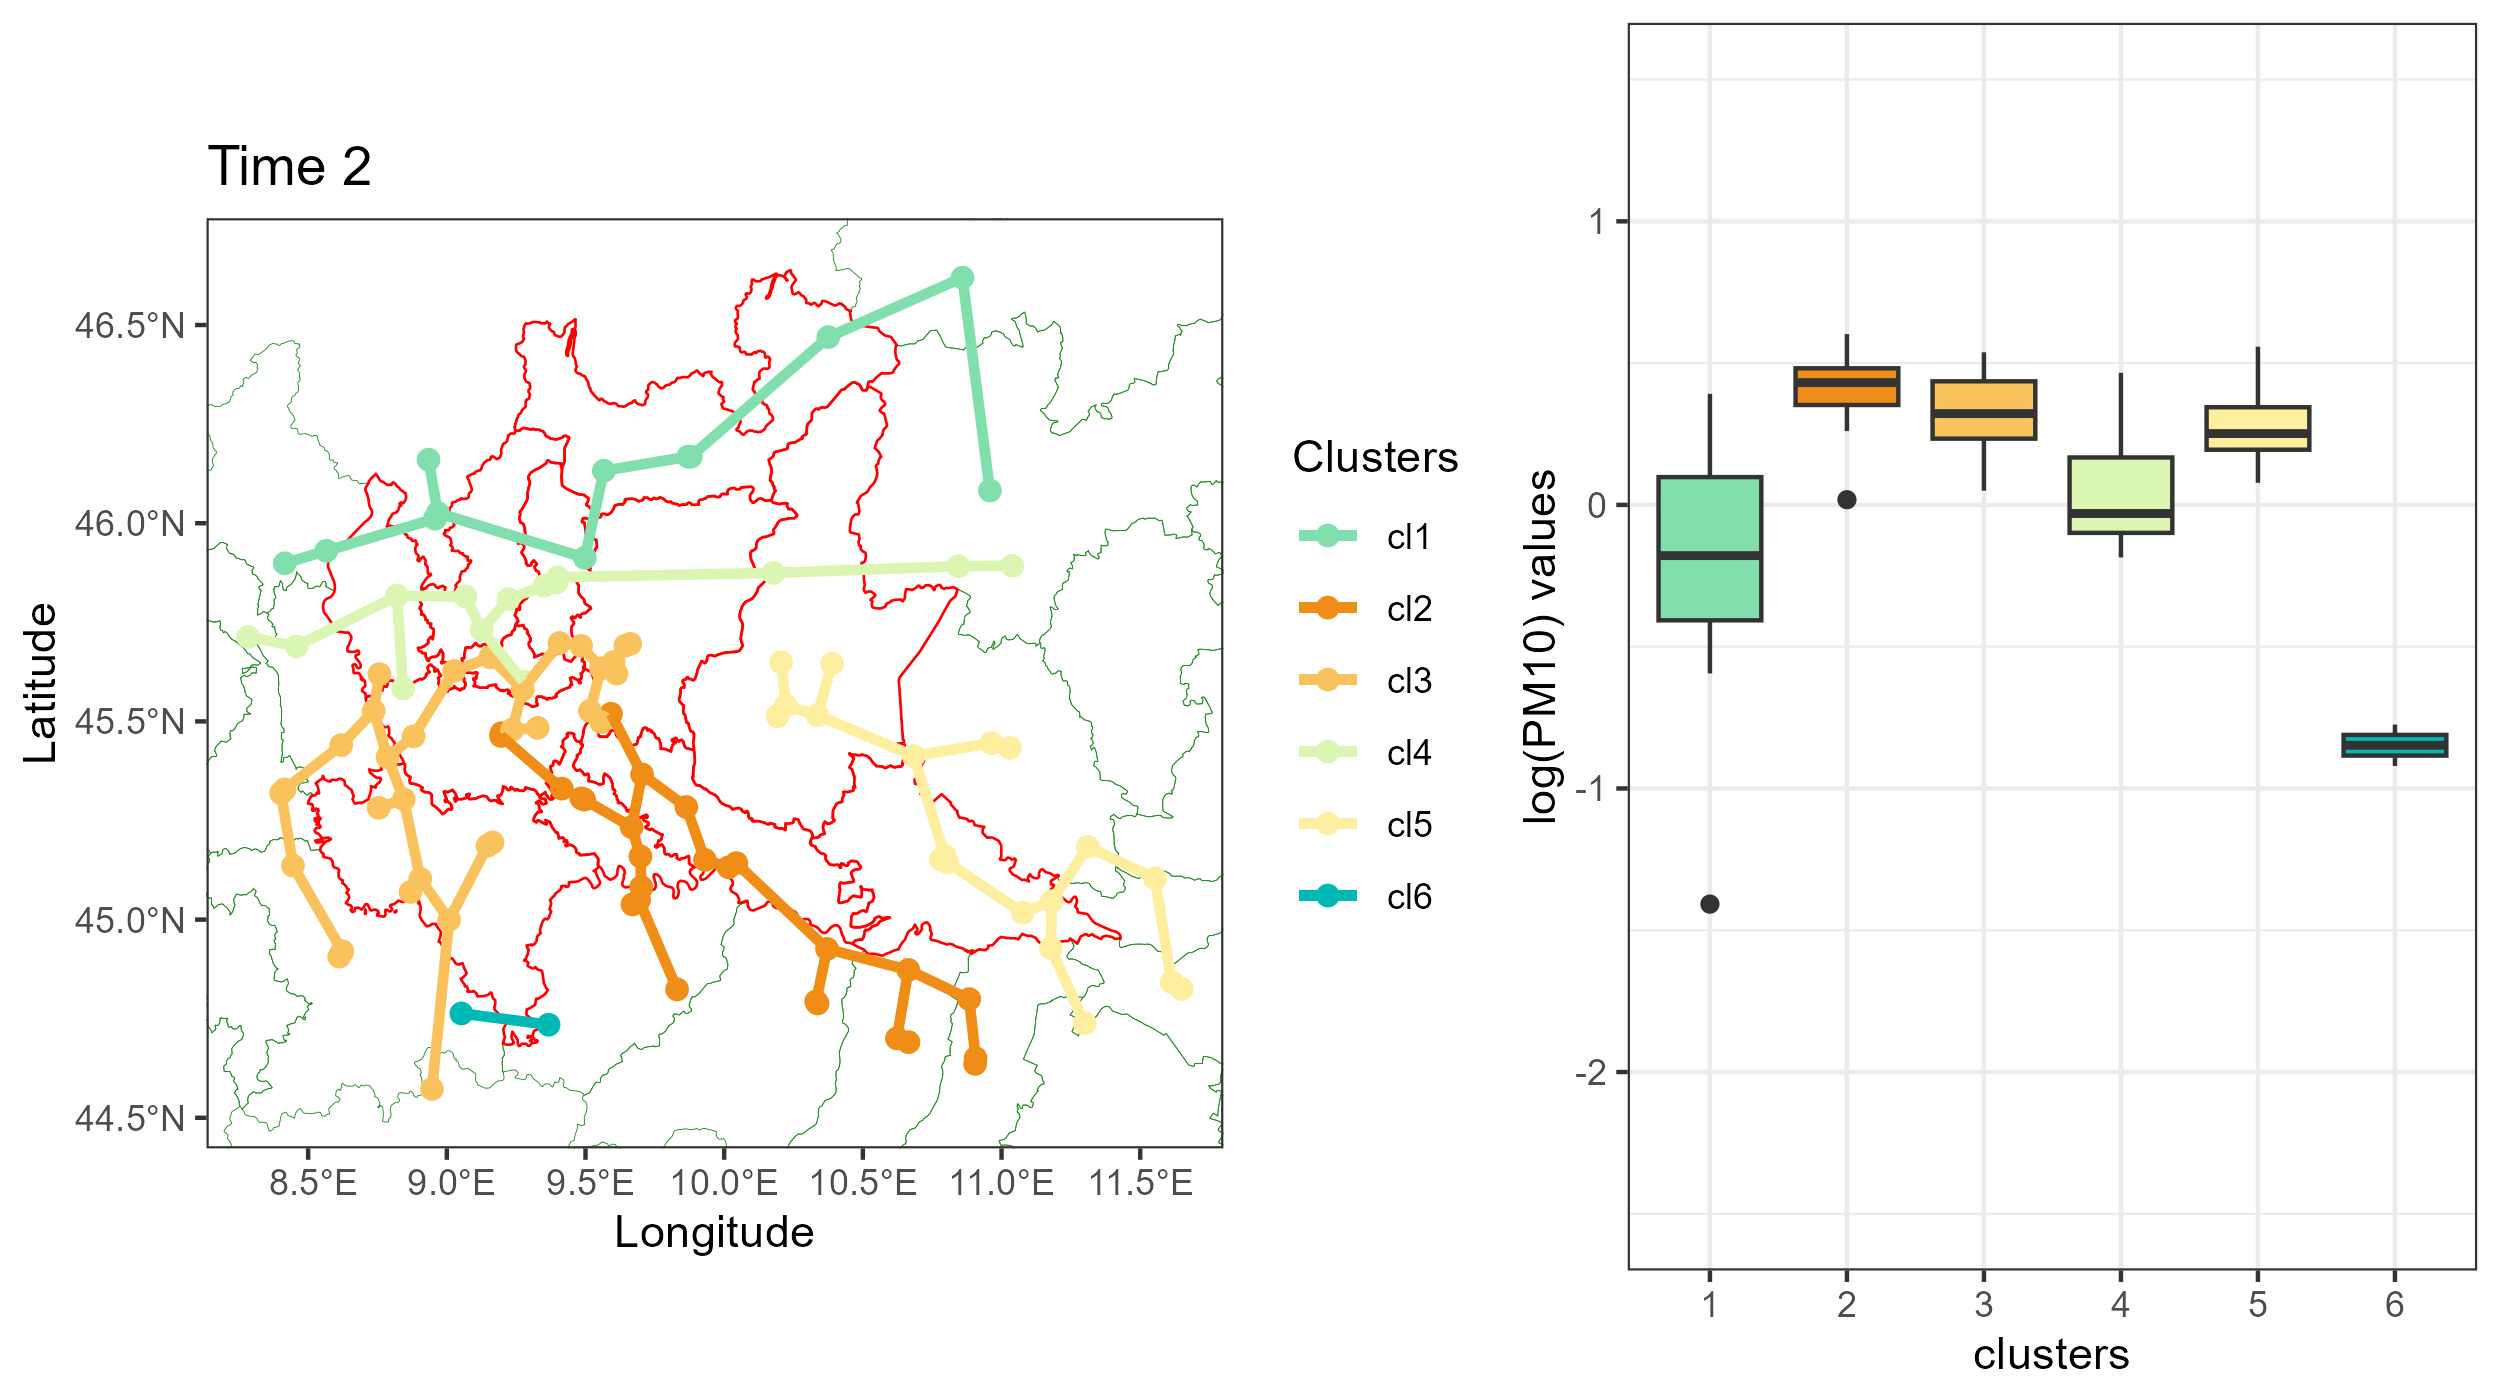 Time 2
Latitude
46.5°N
46.0°N
45.5°N
45.0°N
44.5°N
8.5°E
9.0°E
9.5°E
10.0°E
10.5°E
11.0°E
11.5°E
Longitude
Clusters
cl1
cl2
cl3
cl4
cl5
cl6
log(PM10) values
1
0
-1
-2
1
2
3
4
5
6
clusters